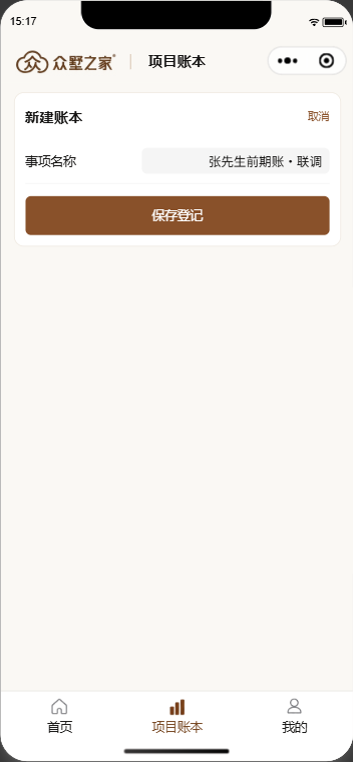 15:17
众墅之家® 项目账本
新建账本 取消
事项名称 张先生前期账·联调
保存登记
首页 项目账本 我的